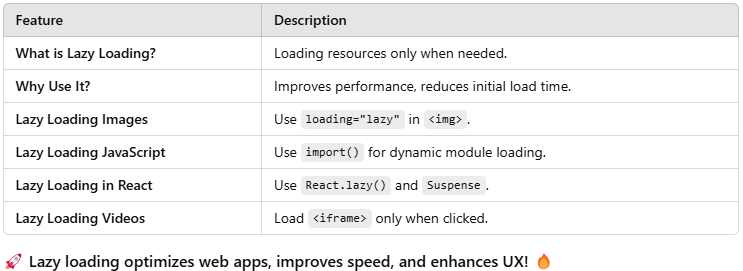 Feature Description
What is Lazy Loading? Loading resources only when needed.
Why Use It? Improves performance, reduces initial load time.
Lazy Loading Images Use loading="lazy" in <img>.
Lazy Loading JavaScript Use import() for dynamic module loading.
Lazy Loading in React Use React.lazy() and Suspense.
Lazy Loading Videos Load <iframe> only when clicked.
🚀 Lazy loading optimizes web apps, improves speed, and enhances UX! 🔥